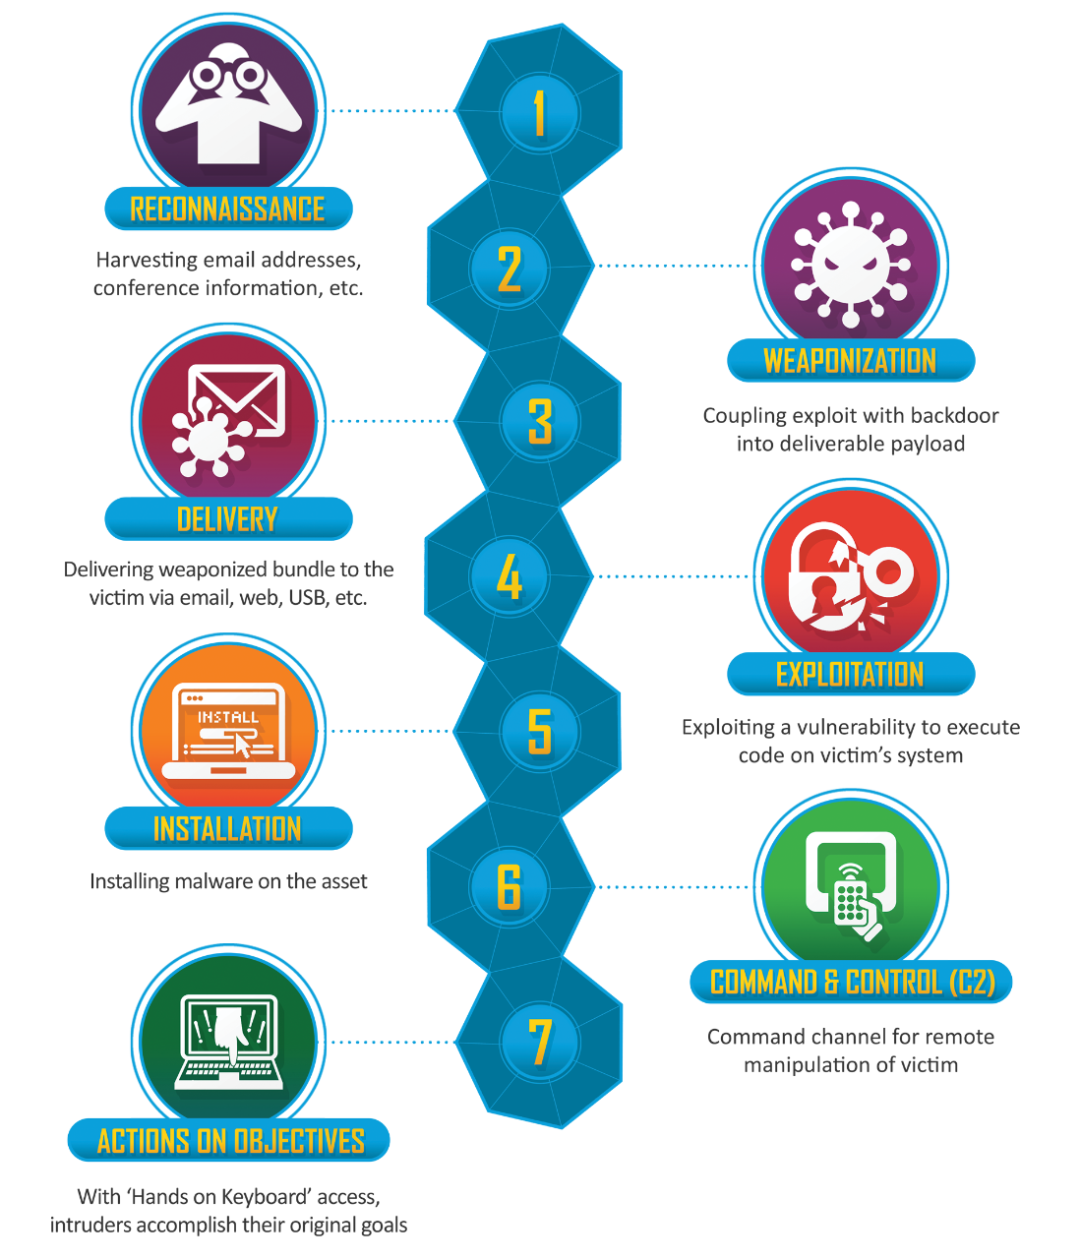 1
RECONNAISSANCE
Harvesting email addresses,
conference information, etc.
2
WEAPONIZATION
Coupling exploit with backdoor
into deliverable payload
3
DELIVERY
Delivering weaponized bundle to the
victim via email, web, USB, etc.
4
EXPLOITATION
Exploiting a vulnerability to execute
code on victim’s system
5
INSTALL
INSTALLATION
Installing malware on the asset
6
COMMAND & CONTROL (C2)
Command channel for remote
manipulation of victim
7
ACTIONS ON OBJECTIVES
With ‘Hands on Keyboard’ access,
intruders accomplish their original goals